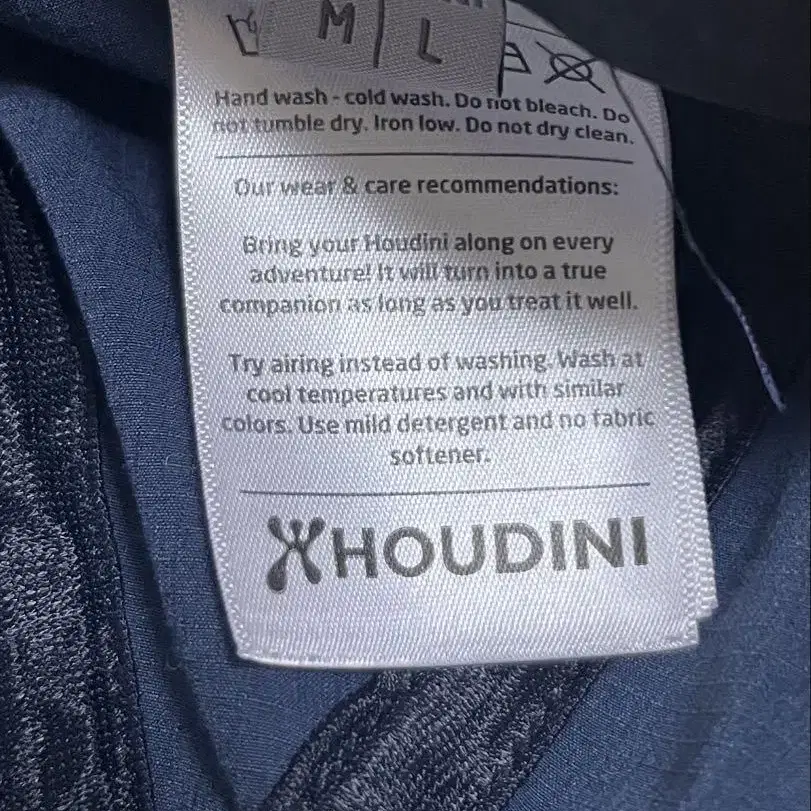 M L
Hand wash - cold wash. Do not bleach. Do
not tumble dry. Iron low. Do not dry clean.
Our wear & care recommendations:
Bring your Houdini along on every
adventure! It will turn into a true
companion as long as you treat it well.
Try airing instead of washing. Wash at
cool temperatures and with similar
colors. Use mild detergent and no fabric
softener.
HOUDINI